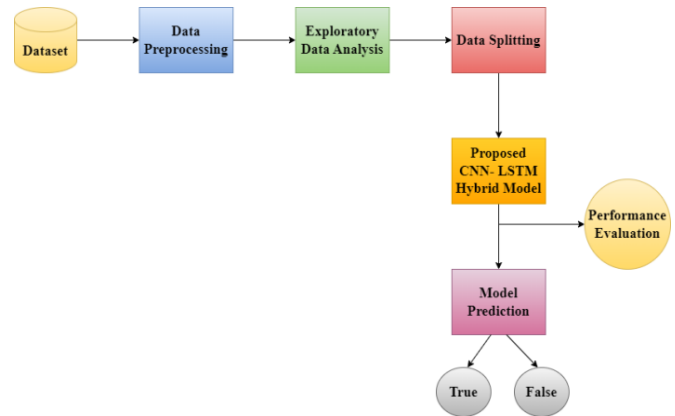 Dataset
Data
Preprocessing
Exploratory
Data Analysis
Data Splitting
Proposed
CNN- LSTM
Hybrid Model
Performance
Evaluation
Model
Prediction
True
False